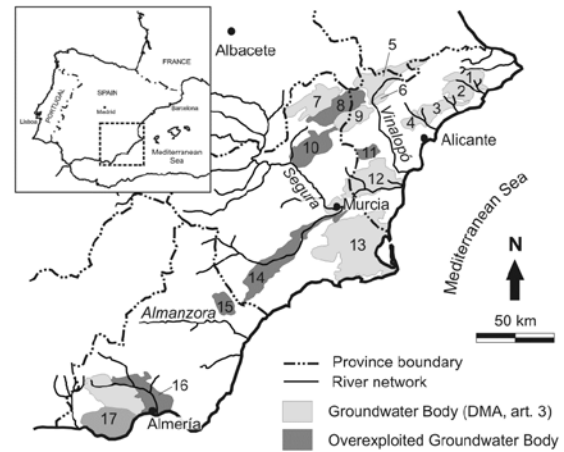 FRANCE
SPAIN
PORTUGAL
Madrid
Barcelona
Lisboa
Mediterranean
Sea
Albacete
5
1
2
6
7
8
3
9
4
Vinalopó
Alicante
10
11
12
Segura
Murcia
13
Mediterranean Sea
N
14
15
Almanzora
50 km
16
17
Almería
Province boundary
River network
Groundwater Body (DMA, art. 3)
Overexploited Groundwater Body